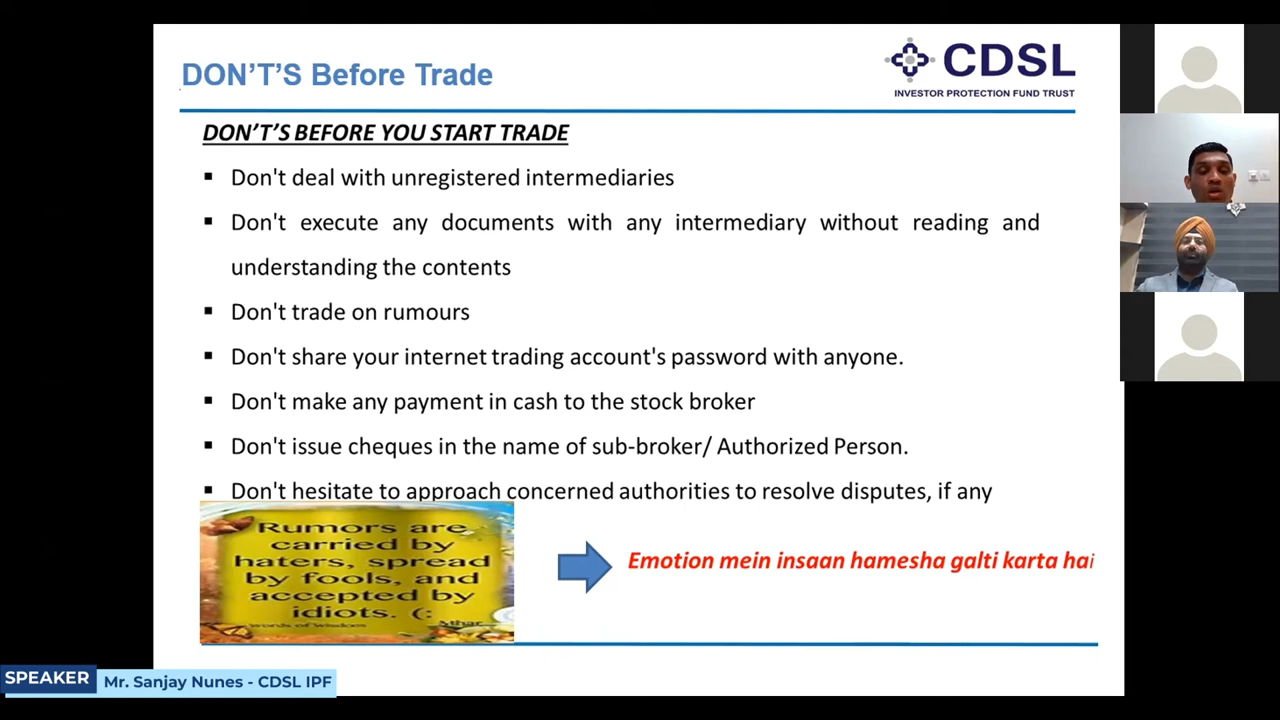 DON'T'S Before Trade
CDSL
INVESTOR PROTECTION FUND TRUST
DON'T'S BEFORE YOU START TRADE
▪ Don't deal with unregistered intermediaries
▪ Don't execute any documents with any intermediary without reading and
understanding the contents
▪ Don't trade on rumours
▪ Don't share your internet trading account's password with anyone.
▪ Don't make any payment in cash to the stock broker
▪ Don't issue cheques in the name of sub-broker/ Authorized Person.
▪ Don't hesitate to approach concerned authorities to resolve disputes, if any
Rumors are
carried by
haters, spread
by fools, and
accepted by
idiots. (:
Words of Wisdom
Mhar
Emotion mein insaan hamesha galti karta hai
SPEAKER
Mr. Sanjay Nunes - CDSL IPF